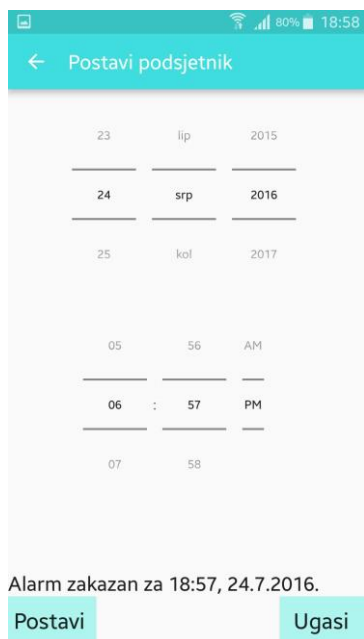 80% 18:58
← Postavi podsjetnik
23 lip 2015
24 srp 2016
25 kol 2017
05 56 AM
06 : 57 PM
07 58
Alarm zakazan za 18:57, 24.7.2016.
Postavi Ugasi